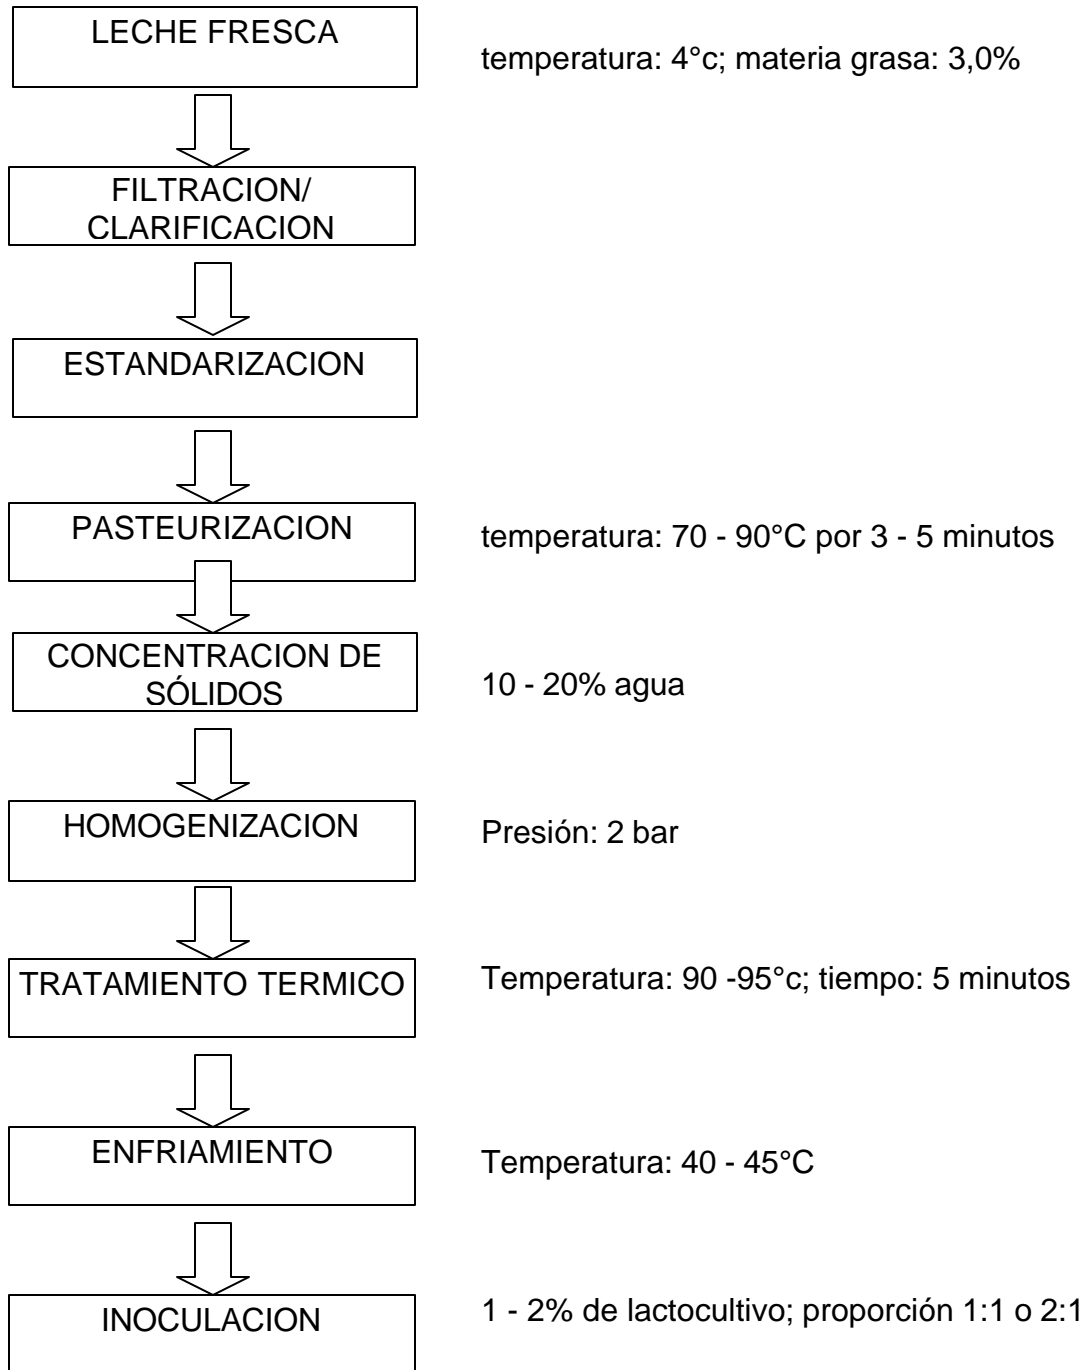 LECHE FRESCA
temperatura: 4°c; materia grasa: 3,0%
FILTRACION/
CLARIFICACION
ESTANDARIZACION
PASTEURIZACION
temperatura: 70 - 90°C por 3 - 5 minutos
CONCENTRACION DE
SÓLIDOS
10 - 20% agua
HOMOGENIZACION
Presión: 2 bar
TRATAMIENTO TERMICO
Temperatura: 90 -95°c; tiempo: 5 minutos
ENFRIAMIENTO
Temperatura: 40 - 45°C
INOCULACION
1 - 2% de lactocultivo; proporción 1:1 o 2:1